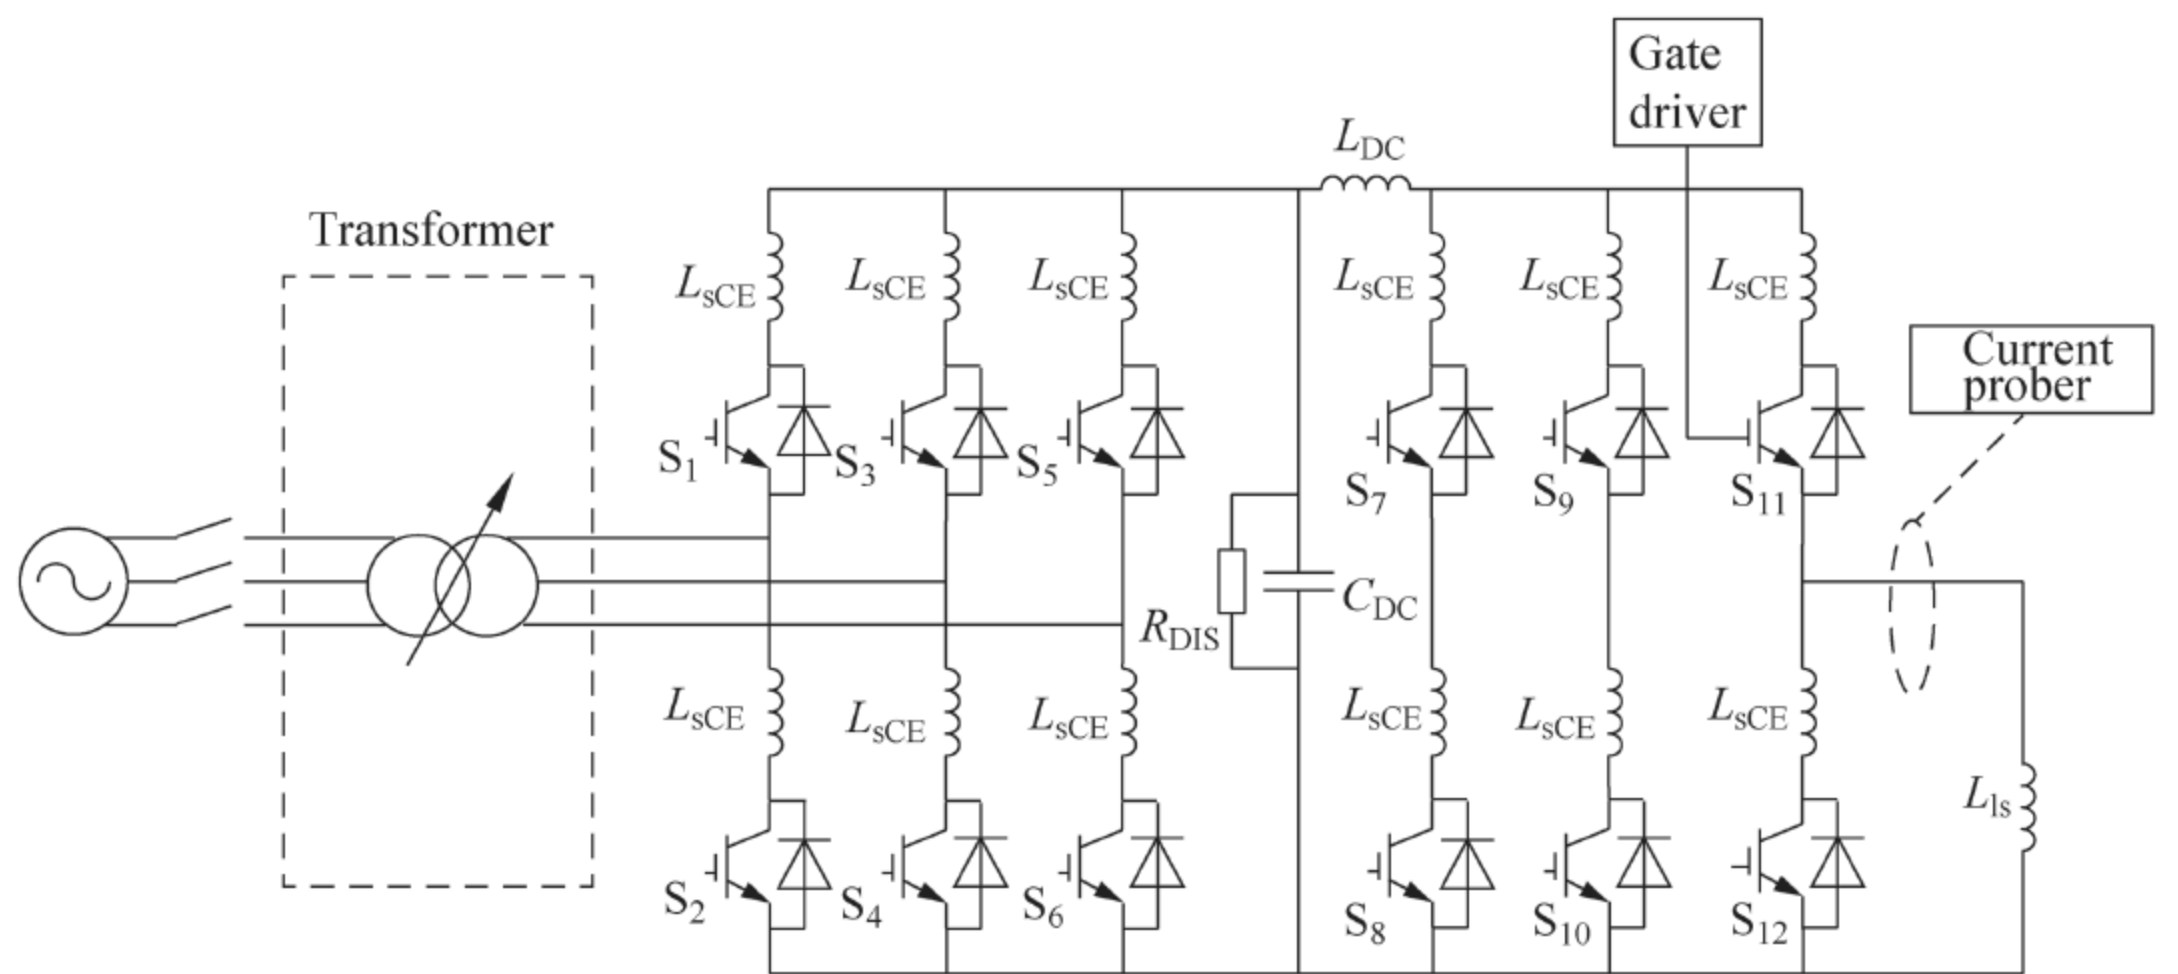 Gate
driver
L_DC
Transformer
L_sCE L_sCE L_sCE L_sCE L_sCE L_sCE
Current
prober
S_1 S_3 S_5 S_7 S_9 S_11
R_DIS C_DC
L_sCE L_sCE L_sCE L_sCE L_sCE L_sCE
L_ls
S_2 S_4 S_6 S_8 S_10 S_12